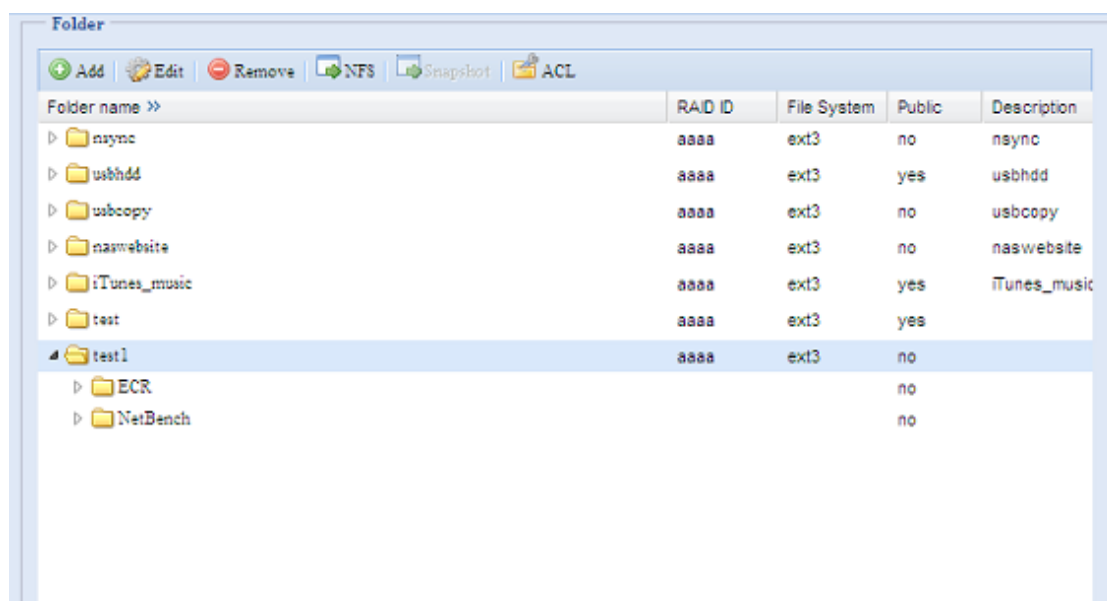 Folder
Add Edit Remove NFS Snapshot ACL
Folder name RAID ID File System Public Description
nsync aaaa ext3 no nsync
usbhdd aaaa ext3 yes usbhdd
usbcopy aaaa ext3 no usbcopy
naswebsite aaaa ext3 no naswebsite
iTunes_music aaaa ext3 yes iTunes_music
test aaaa ext3 yes
test1 aaaa ext3 no
ECR no
NetBench no